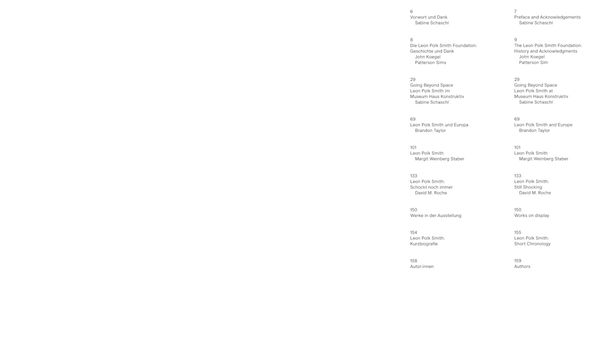 6
Vorwort und Dank
Sabine Schaschl
8
Die Leon Polk Smith Foundation:
Geschichte und Dank
John Koegel
Patterson Sims
29
Going Beyond Space
Leon Polk Smith im
Museum Haus Konstruktiv
Sabine Schaschl
69
Leon Polk Smith und Europa
Brandon Taylor
101
Leon Polk Smith
Margit Weinberg Staber
133
Leon Polk Smith:
Schockt noch immer
David M. Roche
150
Werke in der Ausstellung
154
Leon Polk Smith:
Kurzbiografie
158
Autor:innen
7
Preface and Acknowledgements
Sabine Schaschl
9
The Leon Polk Smith Foundation:
History and Acknowledgments
John Koegel
Patterson Sim
29
Going Beyond Space
Leon Polk Smith at
Museum Haus Konstruktiv
Sabine Schaschl
69
Leon Polk Smith and Europe
Brandon Taylor
101
Leon Polk Smith
Margit Weinberg Staber
133
Leon Polk Smith:
Still Shocking
David M. Roche
150
Works on display
155
Leon Polk Smith:
Short Chronology
159
Authors